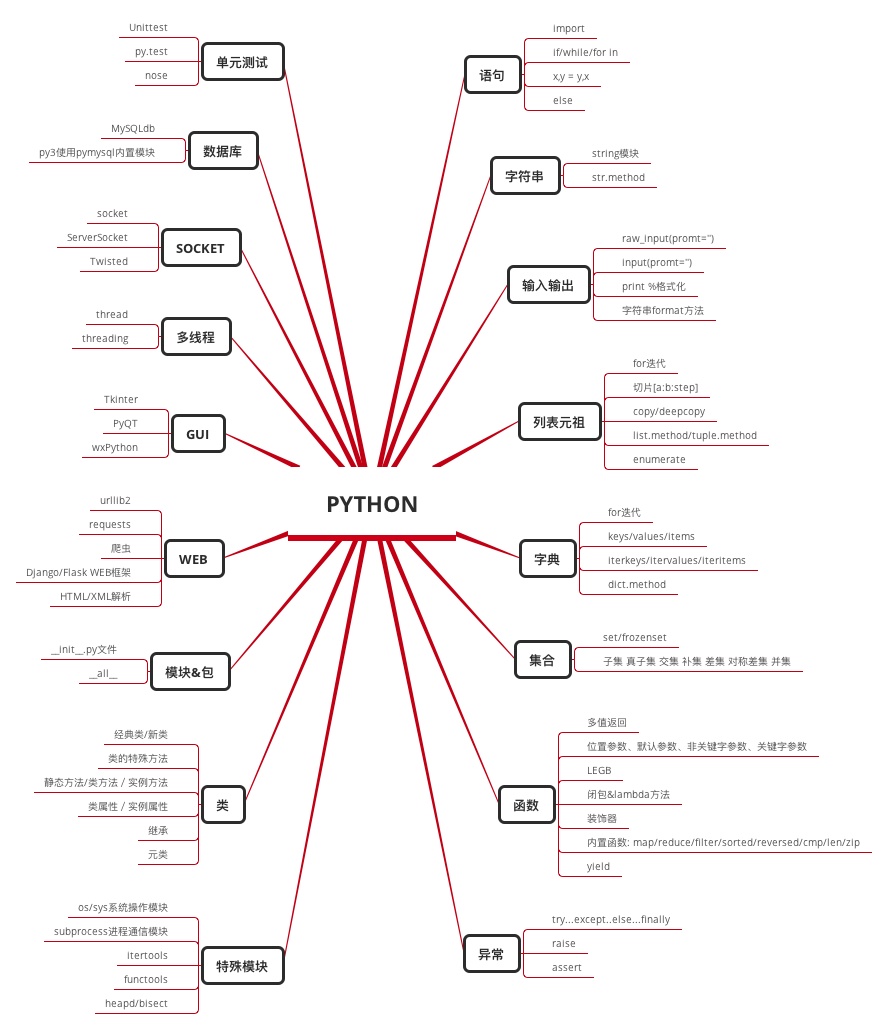 PYTHON
语句
import
if/while/for in
x,y = y,x
else
字符串
string模块
str.method
输入输出
raw_input(promt='')
input(promt='')
print %格式化
字符串format方法
列表元祖
for迭代
切片[a:b:step]
copy/deepcopy
list.method/tuple.method
enumerate
字典
for迭代
keys/values/items
iterkeys/itervalues/iteritems
dict.method
集合
set/frozenset
子集 真子集 交集 补集 差集 对称差集 并集
函数
多值返回
位置参数、默认参数、非关键字参数、关键字参数
LEGB
闭包&lambda方法
装饰器
内置函数: map/reduce/filter/sorted/reversed/cmp/len/zip
yield
异常
try...except..else...finally
raise
assert
单元测试
Unittest
py.test
nose
数据库
MySQLdb
py3使用pymysql内置模块
SOCKET
socket
ServerSocket
Twisted
多线程
thread
threading
GUI
Tkinter
PyQT
wxPython
WEB
urllib2
requests
爬虫
Django/Flask WEB框架
HTML/XML解析
模块&包
__init__.py文件
__all__
类
经典类/新类
类的特殊方法
静态方法/类方法 / 实例方法
类属性 / 实例属性
继承
元类
特殊模块
os/sys系统操作模块
subprocess进程通信模块
itertools
functools
heapd/bisect